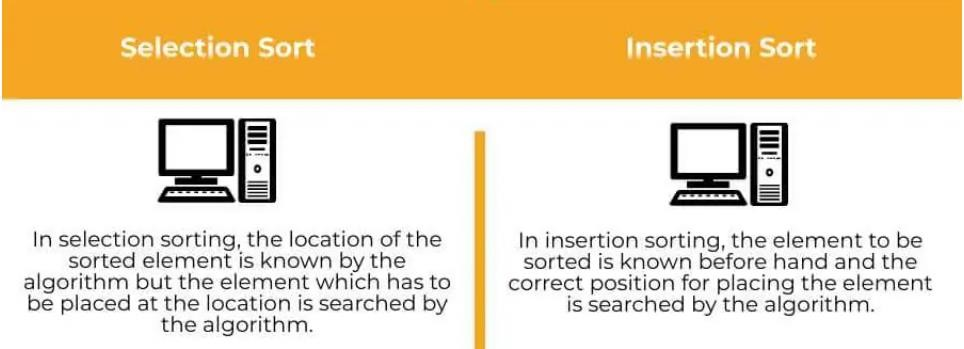 Selection Sort
Insertion Sort
In selection sorting, the location of the
sorted element is known by the
algorithm but the element which has to
be placed at the location is searched by
the algorithm.
In insertion sorting, the element to be
sorted is known before hand and the
correct position for placing the element
is searched by the algorithm.